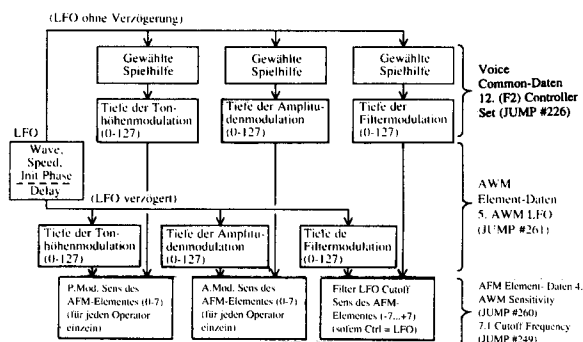 (LFO ohne Verzögerung)
Gewählte
Spielhilfe
Gewählte
Spielhilfe
Gewählte
Spielhilfe
Tiefe der Ton-
höhenmodulation
(0-127)
Tiefe der Amplitu-
denmodulation
(0-127)
Tiefe der
Filtermodulation
(0-127)
Voice
Common-Daten
12. (F2) Controller
Set (JUMP #226)
LFO
Wave,
Speed,
Init Phase
Delay
(LFO verzögert)
Tiefe der Ton-
höhenmodulation
(0-127)
Tiefe der Amplitu-
denmodulation
(0-127)
Tiefe de
Filtermodulation
(0-127)
AWM
Element-Daten
5. AWM LFO
(JUMP #261)
P.Mod. Sens des
AFM-Elementes (0-7)
(für jeden Operator
einzein)
A.Mod. Sens des
AFM-Elementes (0-7)
(für jeden Operator
einzein)
Filter LFO Cutoff
Sens des AFM-
Elementes (-7...+7)
(sofem Ctrl = LFO)
AFM Element- Daten 4.
AWM Sensitivity
(JUMP #260)
7.1 Cutoff Frequency
(JUMP #249)